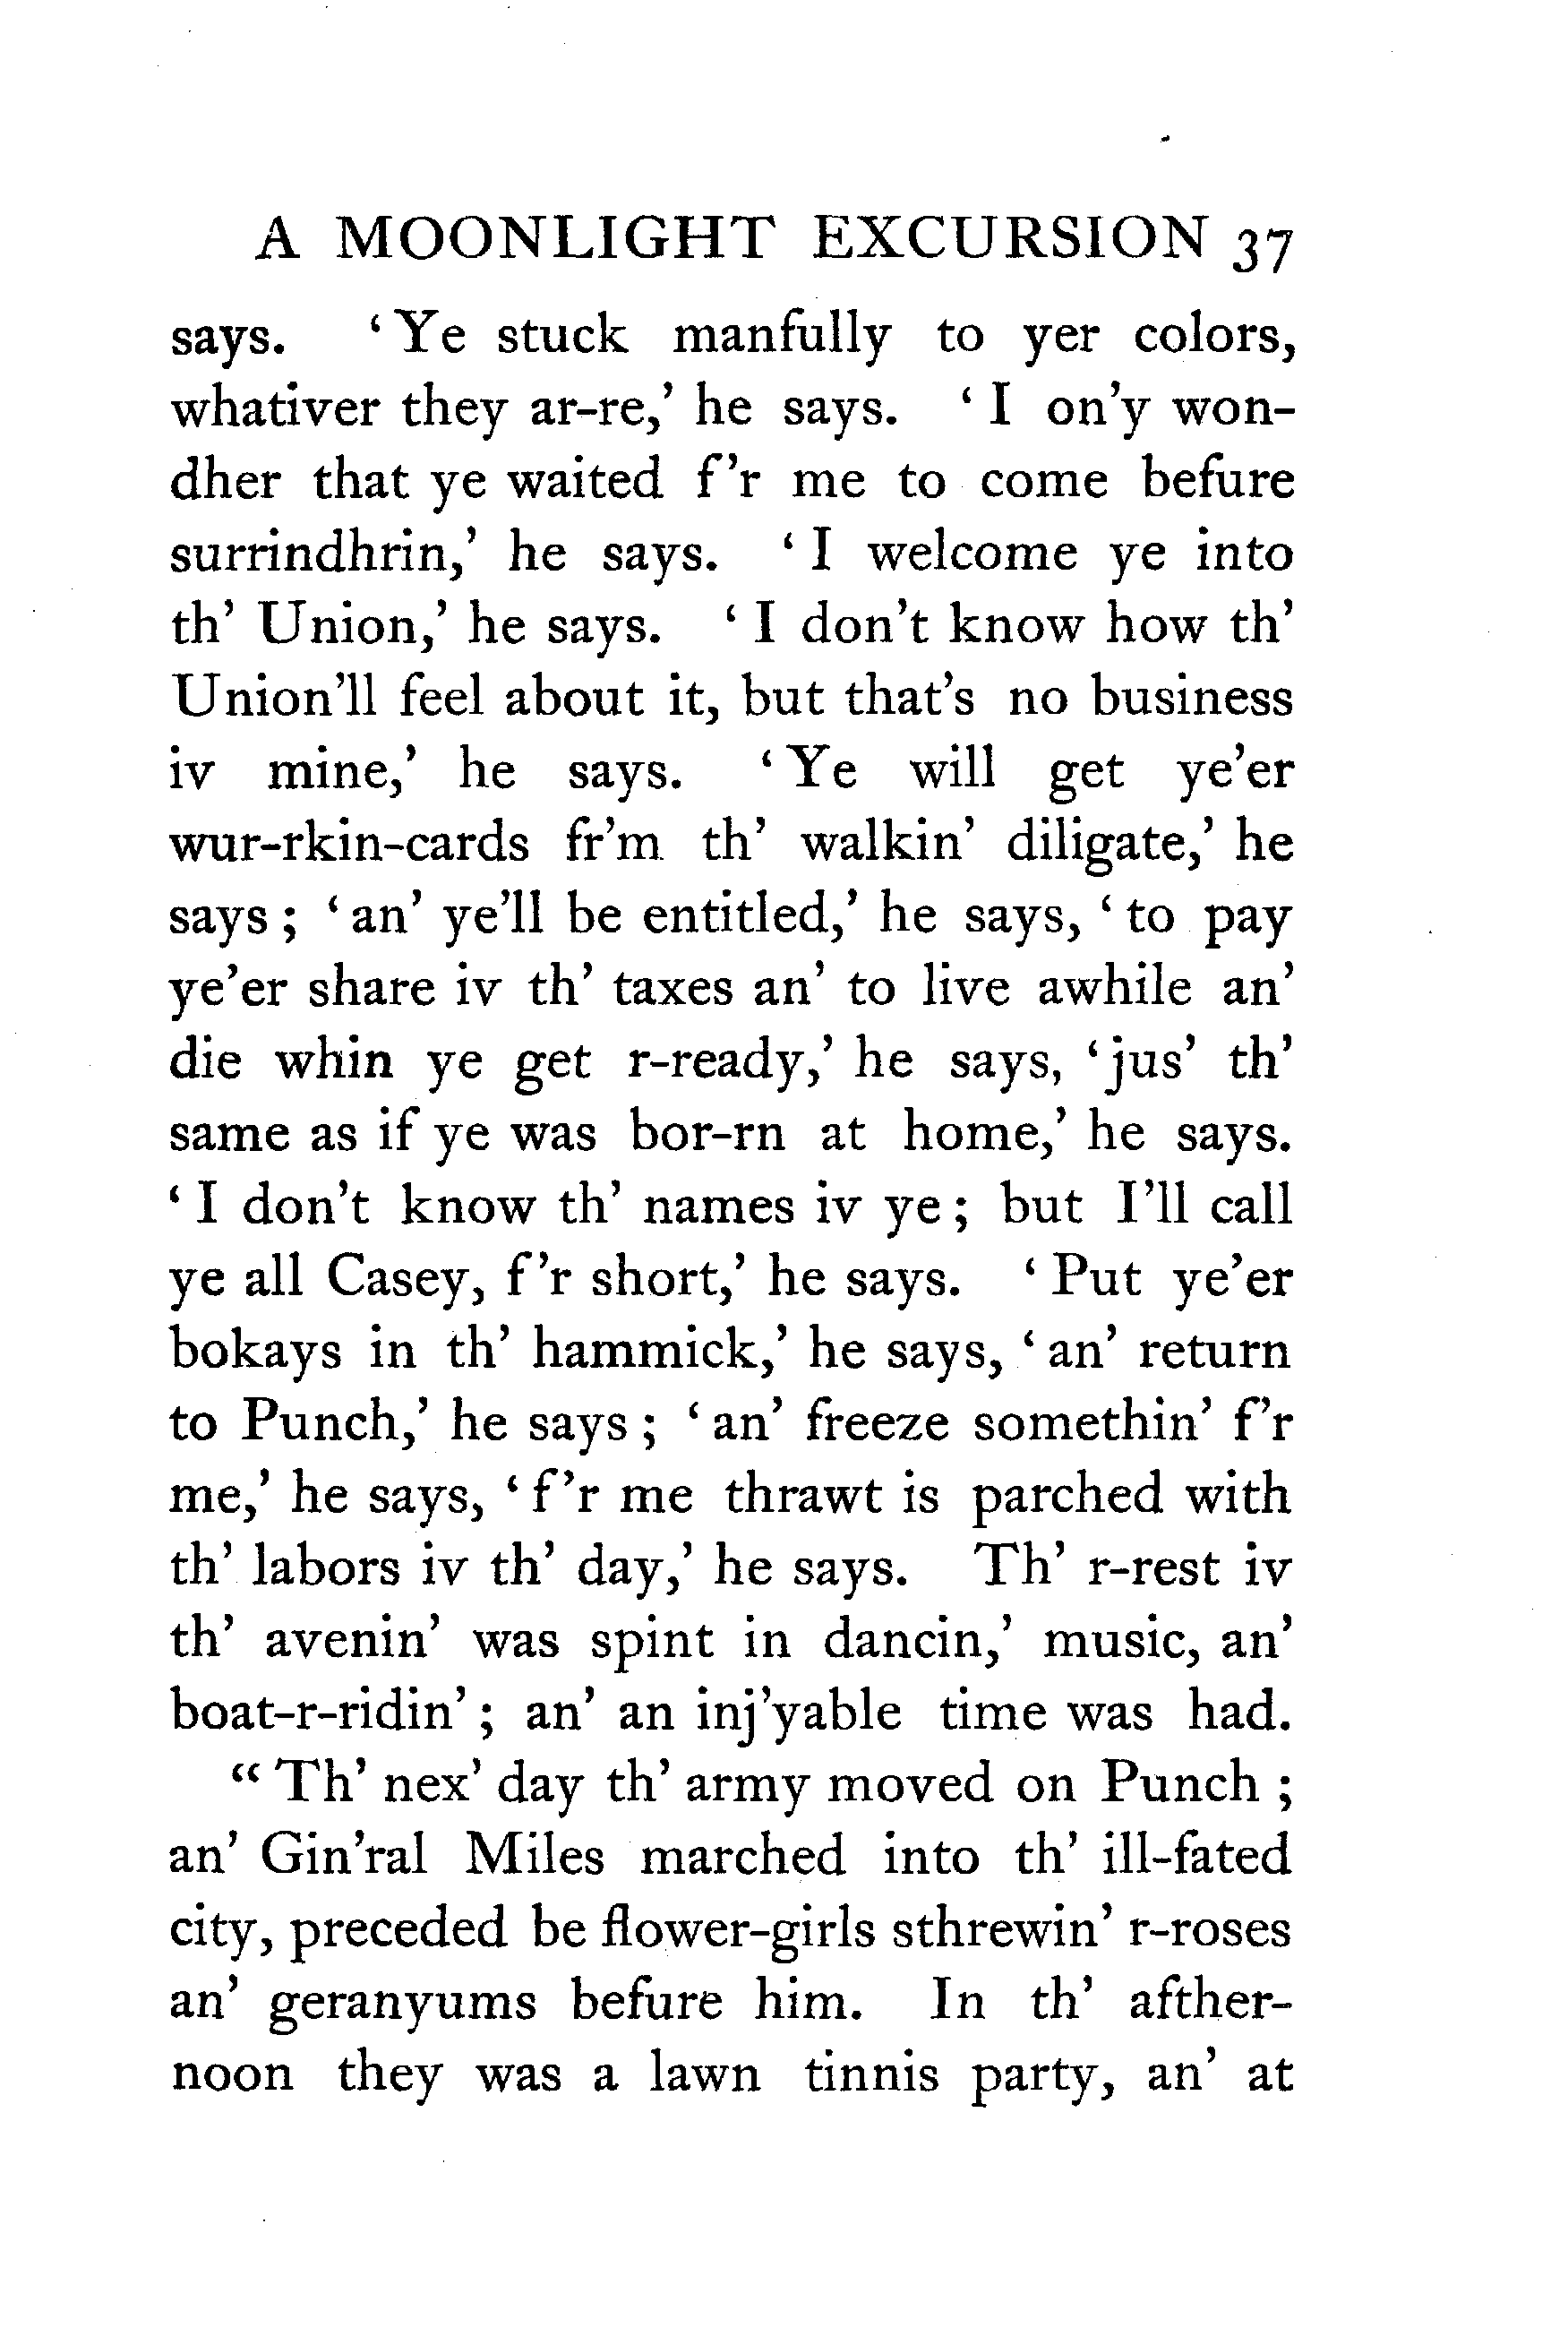 A MOONLIGHT EXCURSION 37
says. ‘ Ye stuck manfully to yer colors,
whativer they ar-re,’ he says. ‘ I on’y won-
dher that ye waited f’r me to come befure
surrindhrin,’ he says. ‘ I welcome ye into
th’ Union,’ he says. ‘ I don’t know how th’
Union’ll feel about it, but that’s no business
iv mine,’ he says. ‘ Ye will get ye’er
wur-rkin-cards fr’m th’ walkin’ diligate,’ he
says ; ‘ an’ ye’ll be entitled,’ he says, ‘ to pay
ye’er share iv th’ taxes an’ to live awhile an’
die whin ye get r-ready,’ he says, ‘ jus’ th’
same as if ye was bor-rn at home,’ he says.
‘ I don’t know th’ names iv ye ; but I’ll call
ye all Casey, f’r short,’ he says. ‘ Put ye’er
bokays in th’ hammick,’ he says, ‘ an’ return
to Punch,’ he says ; ‘ an’ freeze somethin’ f’r
me,’ he says, ‘ f’r me thrawt is parched with
th’ labors iv th’ day,’ he says. Th’ r-rest iv
th’ avenin’ was spint in dancin,’ music, an’
boat-r-ridin’ ; an’ an inj’yable time was had.
“ Th’ nex’ day th’ army moved on Punch ;
an’ Gin’ral Miles marched into th’ ill-fated
city, preceded be flower-girls sthrewin’ r-roses
an’ geranyums befure him. In th’ afther-
noon they was a lawn tinnis party, an’ at